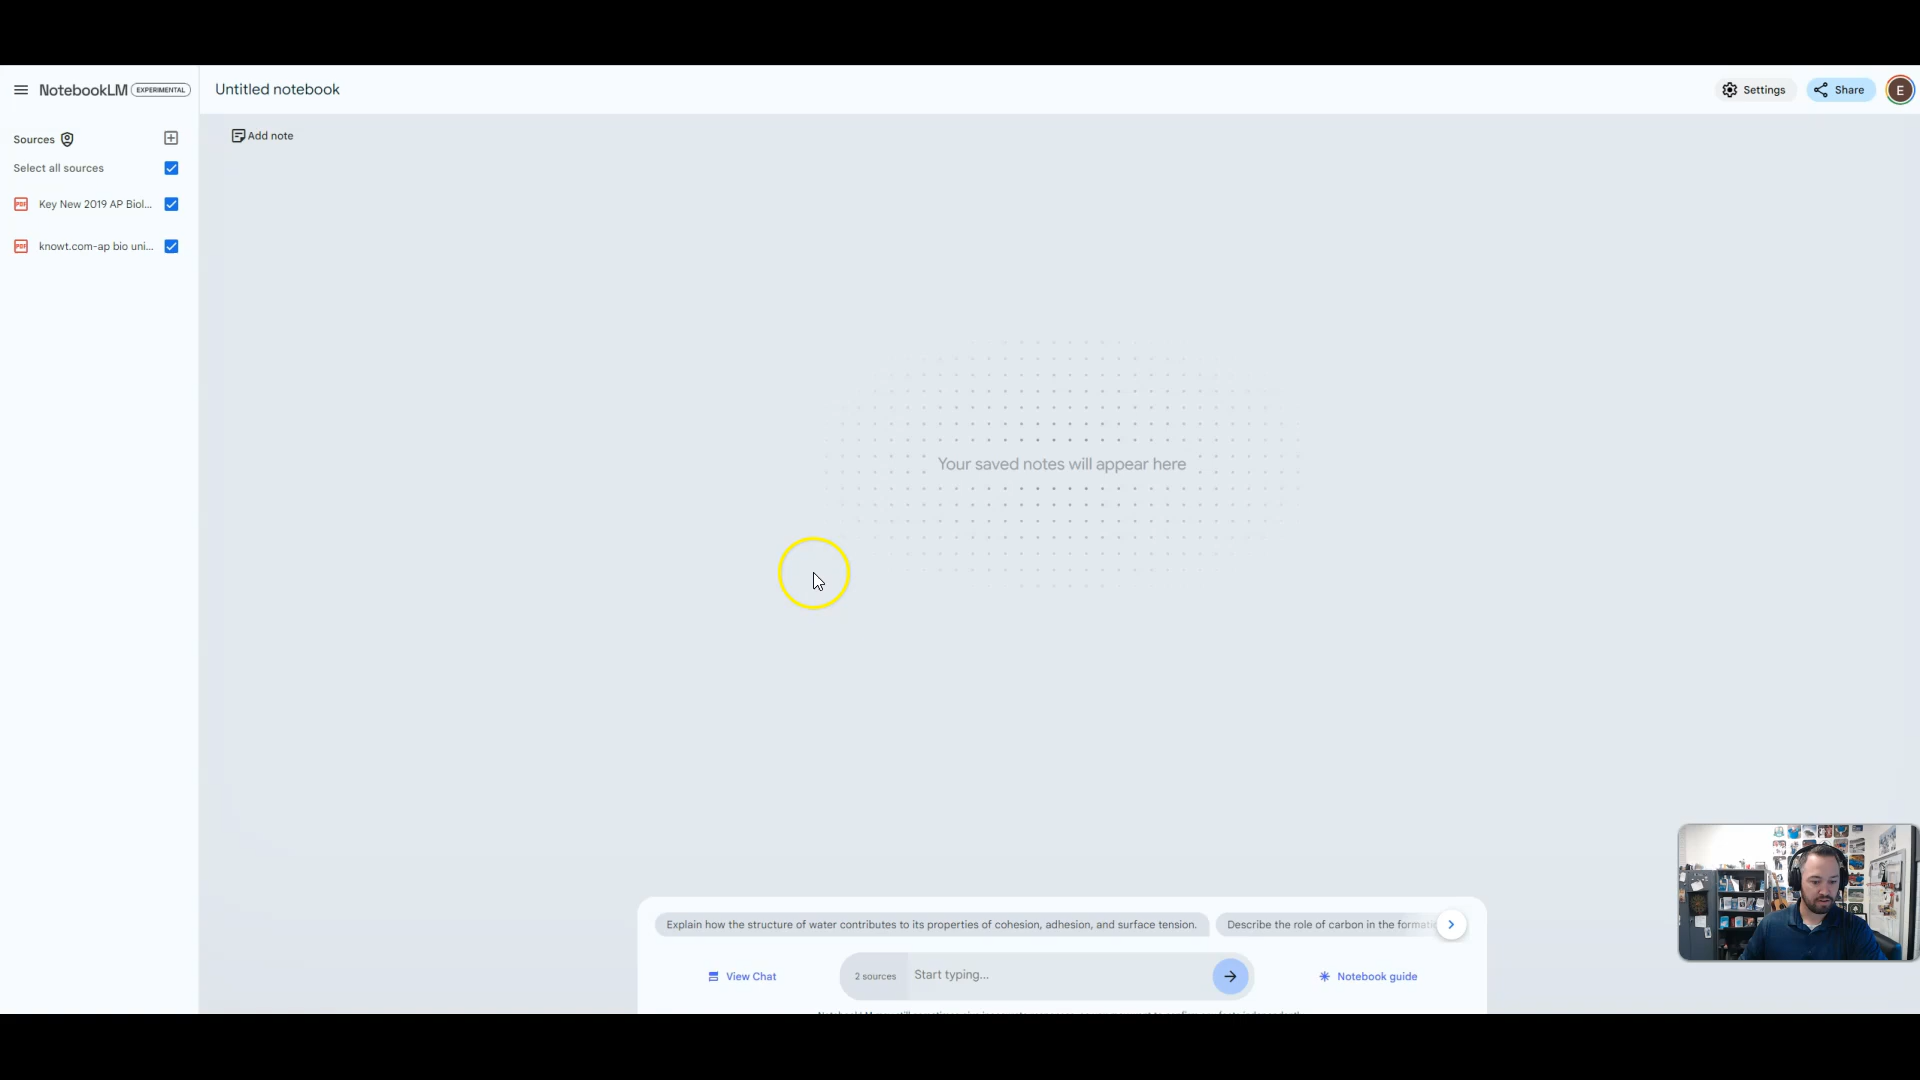 NotebookLM EXPERIMENTAL
Untitled notebook
Settings
Share
E
Sources
Add note
Select all sources
PDF Key New 2019 AP Biol...
PDF knowt.com-ap bio uni...
Your saved notes will appear here
Explain how the structure of water contributes to its properties of cohesion, adhesion, and surface tension.
Describe the role of carbon in the formati
View Chat
2 sources
Start typing...
Notebook guide